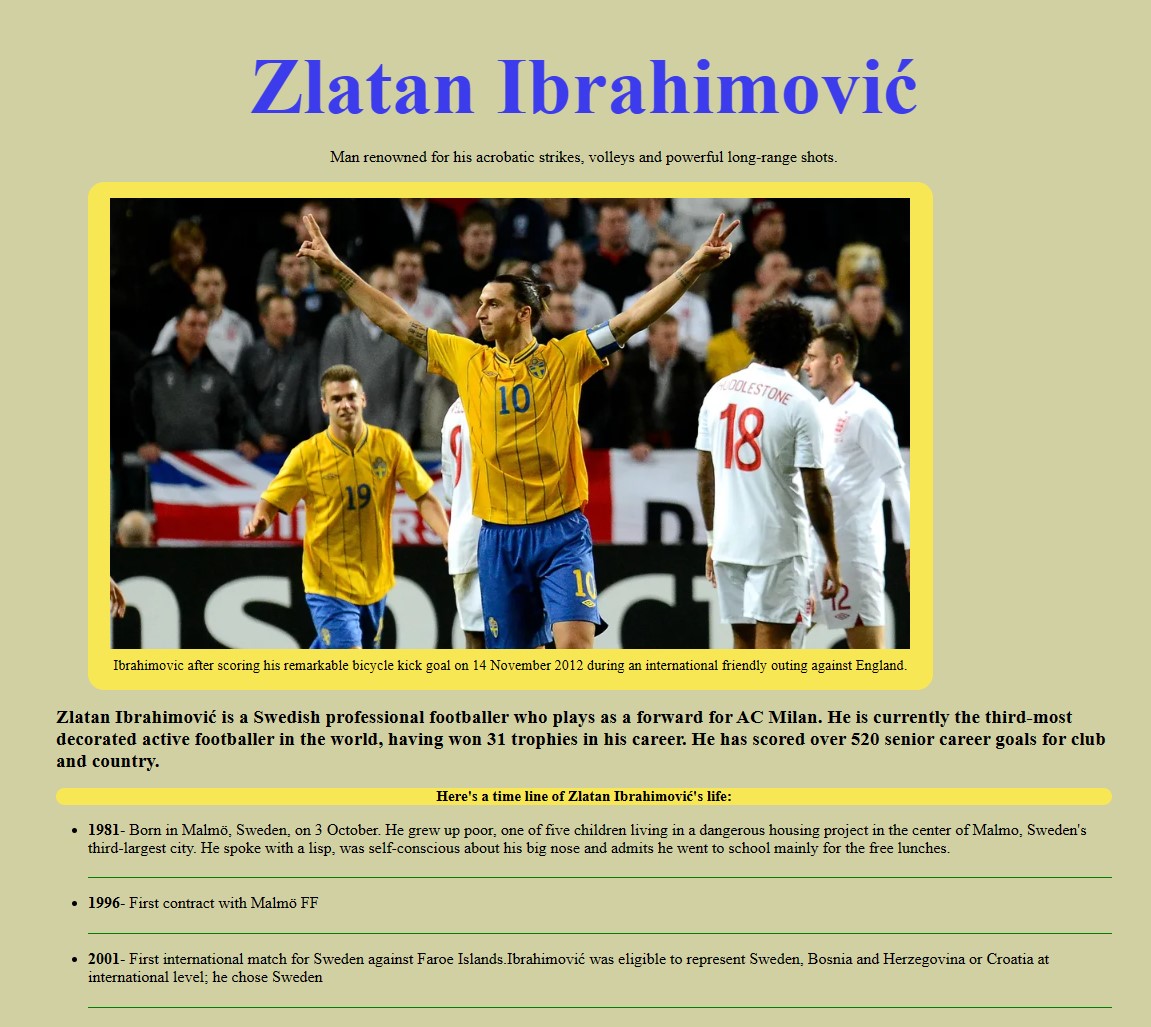 Zlatan Ibrahimović
Man renowned for his acrobatic strikes, volleys and powerful long-range shots.
10
19
18
10
12
Ibrahimovic after scoring his remarkable bicycle kick goal on 14 November 2012 during an international friendly outing against England.
Zlatan Ibrahimović is a Swedish professional footballer who plays as a forward for AC Milan. He is currently the third-most
decorated active footballer in the world, having won 31 trophies in his career. He has scored over 520 senior career goals for club
and country.
Here's a time line of Zlatan Ibrahimović's life:
• 1981- Born in Malmö, Sweden, on 3 October. He grew up poor, one of five children living in a dangerous housing project in the center of Malmo, Sweden's
third-largest city. He spoke with a lisp, was self-conscious about his big nose and admits he went to school mainly for the free lunches.
• 1996- First contract with Malmö FF
• 2001- First international match for Sweden against Faroe Islands.Ibrahimović was eligible to represent Sweden, Bosnia and Herzegovina or Croatia at
international level; he chose Sweden